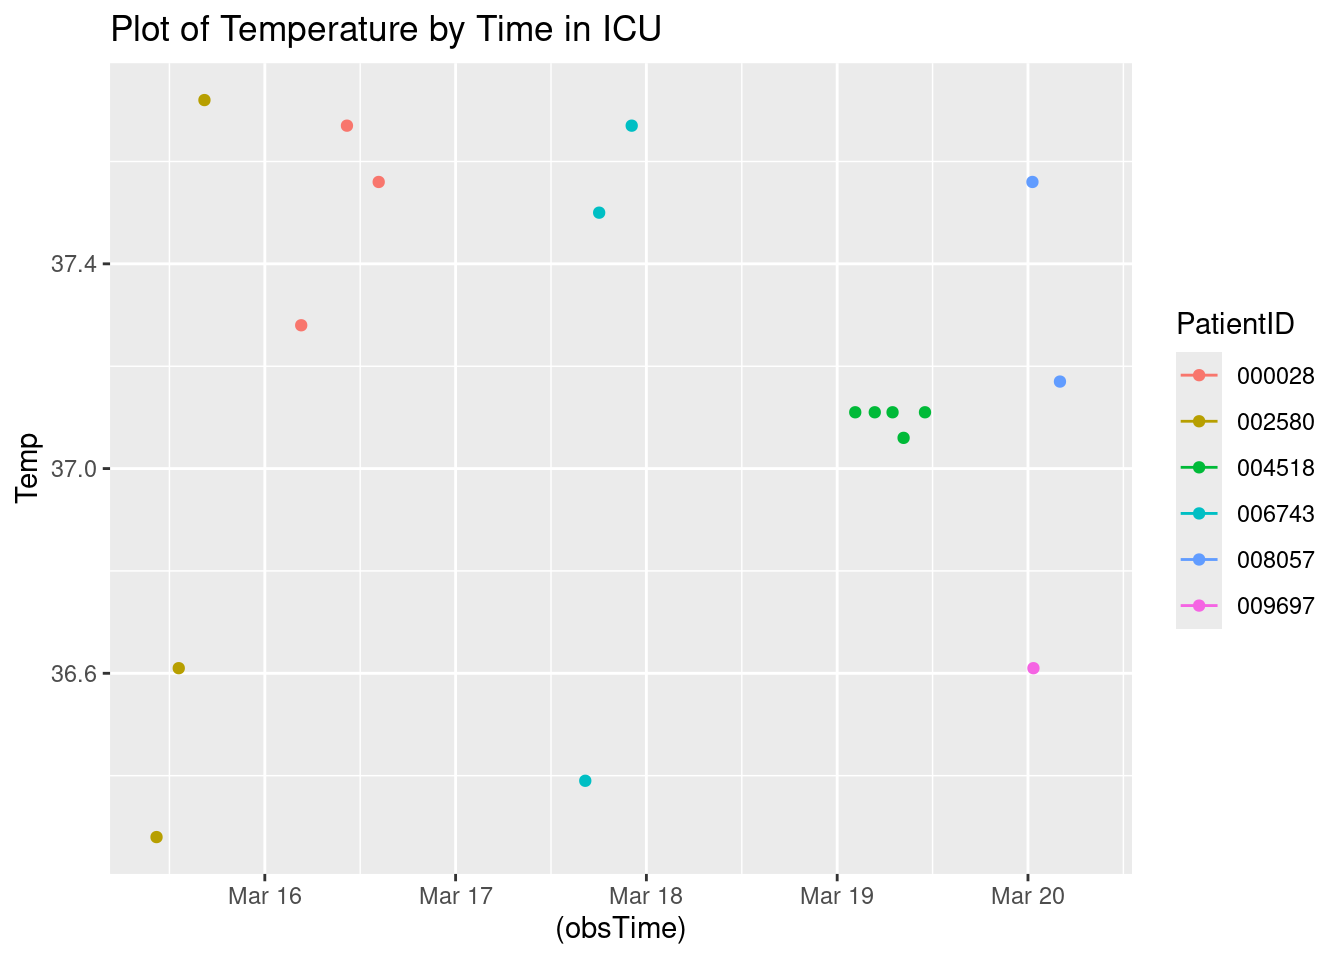 Plot of Temperature by Time in ICU
Temp
37.4
37.0
36.6
Mar 16
Mar 17
Mar 18
Mar 19
Mar 20
(obsTime)
PatientID
000028
002580
004518
006743
008057
009697